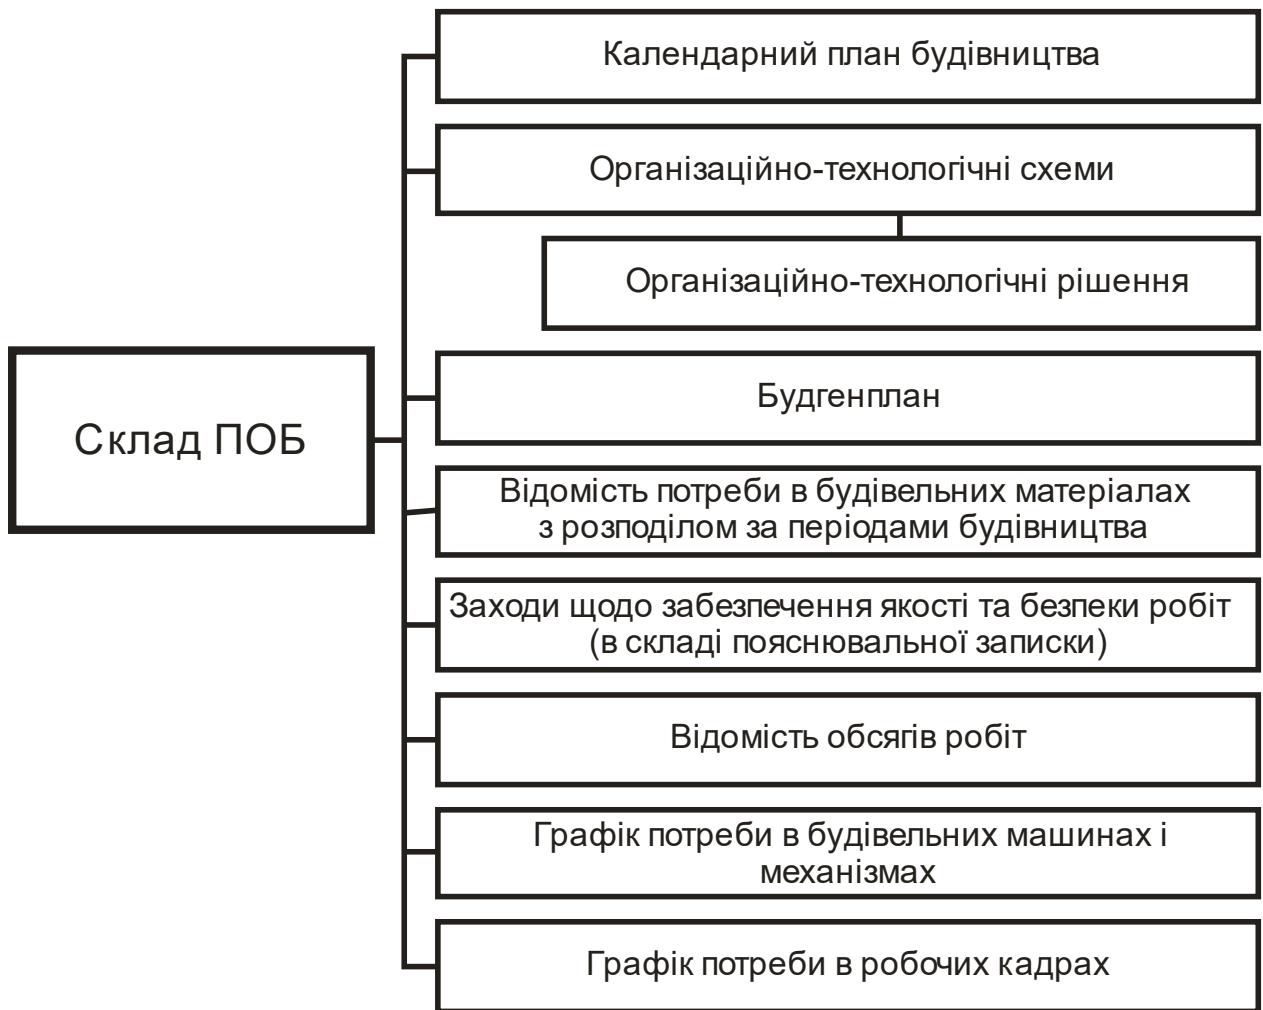 Календарний план будівництва
Організаційно-технологічні схеми
Організаційно-технологічні рішення
Будгенплан
Склад ПОБ
Відомість потреби в будівельних матеріалах
з розподілом за періодами будівництва
Заходи щодо забезпечення якості та безпеки робіт
(в складі пояснювальної записки)
Відомість обсягів робіт
Графік потреби в будівельних машинах і
механізмах
Графік потреби в робочих кадрах